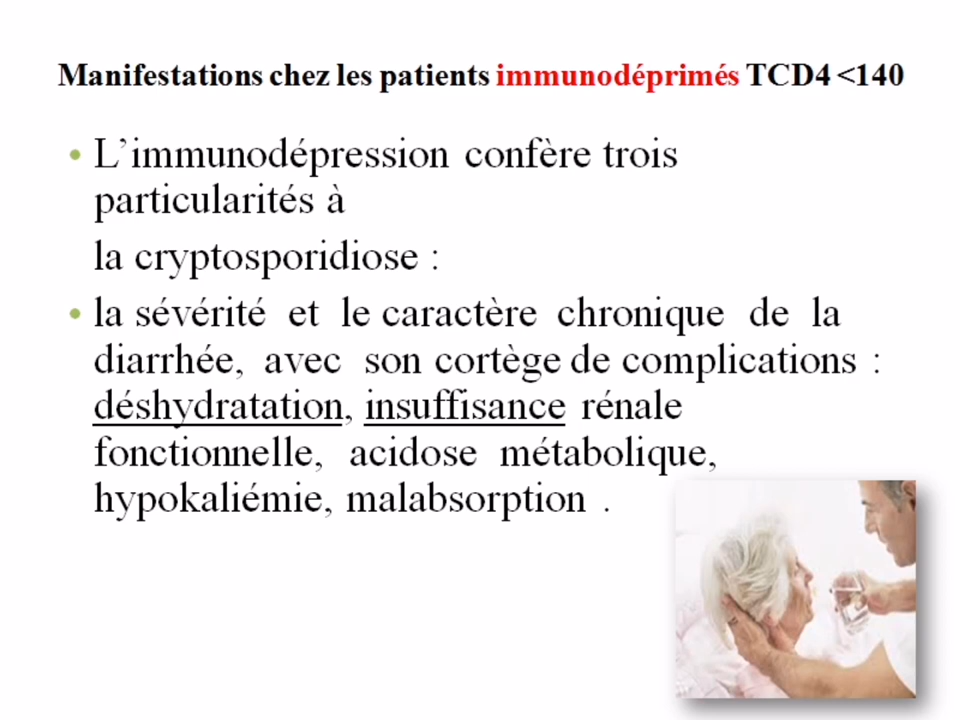 Manifestations chez les patients immunodéprimés TCD4 <140
• L’immunodépression confère trois
particularités à
la cryptosporidiose :
• la sévérité et le caractère chronique de la
diarrhée, avec son cortège de complications :
déshydratation, insuffisance rénale
fonctionnelle, acidose métabolique,
hypokaliémie, malabsorption .